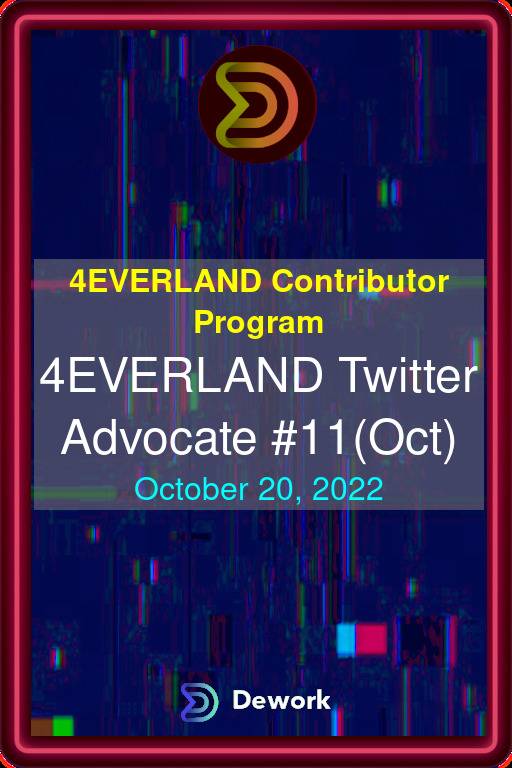 4EVERLAND Contributor
Program
4EVERLAND Twitter
Advocate #11(Oct)
October 20, 2022
Dework